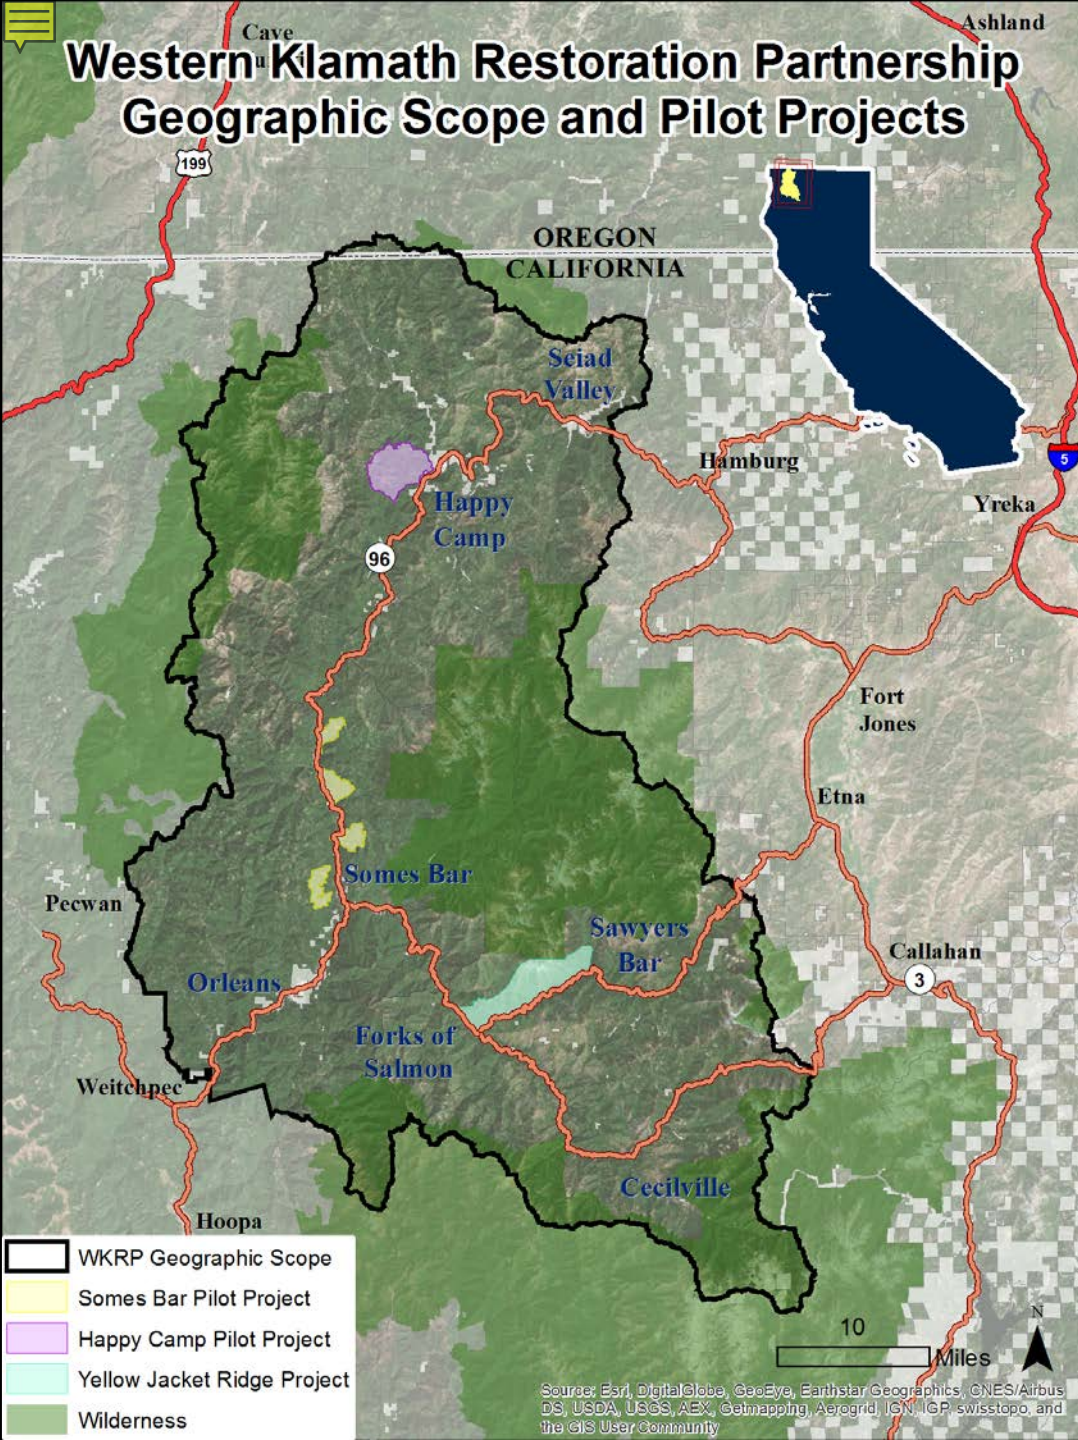 Cave
Ashland
Western Klamath Restoration Partnership
Geographic Scope and Pilot Projects
199
OREGON
CALIFORNIA
Seiad
Valley
Hamburg
5
Yreka
Happy
Camp
96
Fort
Jones
Etna
Somes Bar
Pecwan
Sawyers
Bar
Callahan
3
Orleans
Forks of
Salmon
Weitchpec
Cecilville
Hoopa
WKRP Geographic Scope
Somes Bar Pilot Project
Happy Camp Pilot Project
Yellow Jacket Ridge Project
Wilderness
10
Miles
N
Source: Esri, DigitalGlobe, GeoEye, Earthstar Geographics, CNES/Airbus
DS, USDA, USGS, AEX, Getmapping, Aerogrid, IGN, IGP, swisstopo, and
the GIS User Community